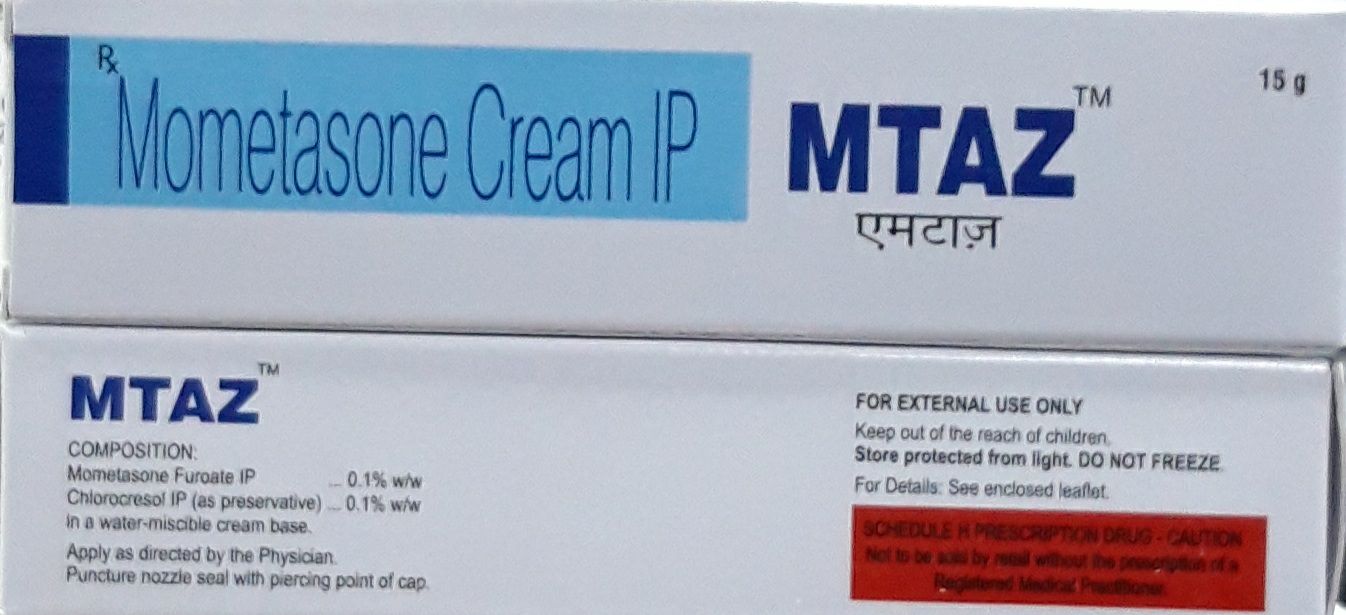 Rx
Mometasone Cream IP
MTAZ™
एमटाज़
15 g
MTAZ™
COMPOSITION:
Mometasone Furoate IP ... 0.1% w/w
Chlorocresol IP (as preservative) ... 0.1% w/w
In a water-miscible cream base.
Apply as directed by the Physician.
Puncture nozzle seal with piercing point of cap.
FOR EXTERNAL USE ONLY
Keep out of the reach of children.
Store protected from light. DO NOT FREEZE.
For Details: See enclosed leaflet.
SCHEDULE H PRESCRIPTION DRUG - CAUTION
Not to be sold by retail without the prescription of a
Registered Medical Practitioner.